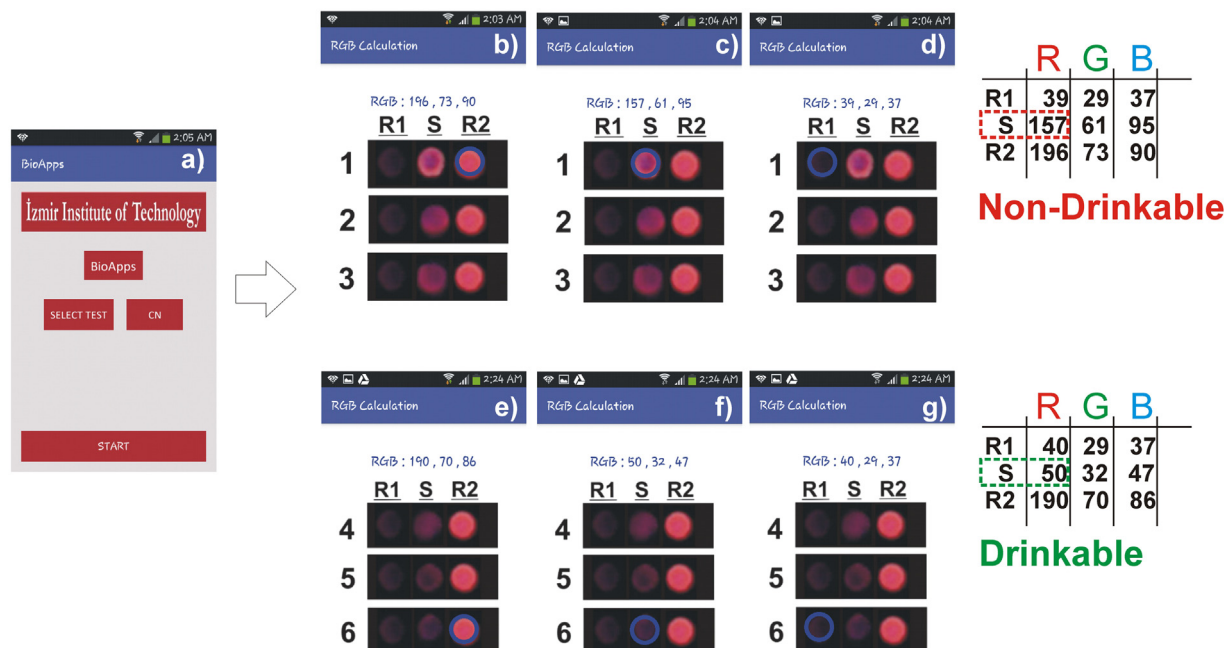 2:05 AM
BioApps a)
İzmir Institute of Technology
BioApps
SELECT TEST CN
START
2:03 AM
RGB Calculation b)
RGB : 196 , 73 , 90
R1 S R2
1
2
3
2:04 AM
RGB Calculation c)
RGB : 157 , 61 , 95
R1 S R2
1
2
3
2:04 AM
RGB Calculation d)
RGB : 39 , 29 , 37
R1 S R2
1
2
3
R G B
R1 39 29 37
S 157 61 95
R2 196 73 90
Non-Drinkable
2:24 AM
RGB Calculation e)
RGB : 190 , 70 , 86
R1 S R2
4
5
6
2:24 AM
RGB Calculation f)
RGB : 50 , 32 , 47
R1 S R2
4
5
6
2:24 AM
RGB Calculation g)
RGB : 40 , 29 , 37
R1 S R2
4
5
6
R G B
R1 40 29 37
S 50 32 47
R2 190 70 86
Drinkable